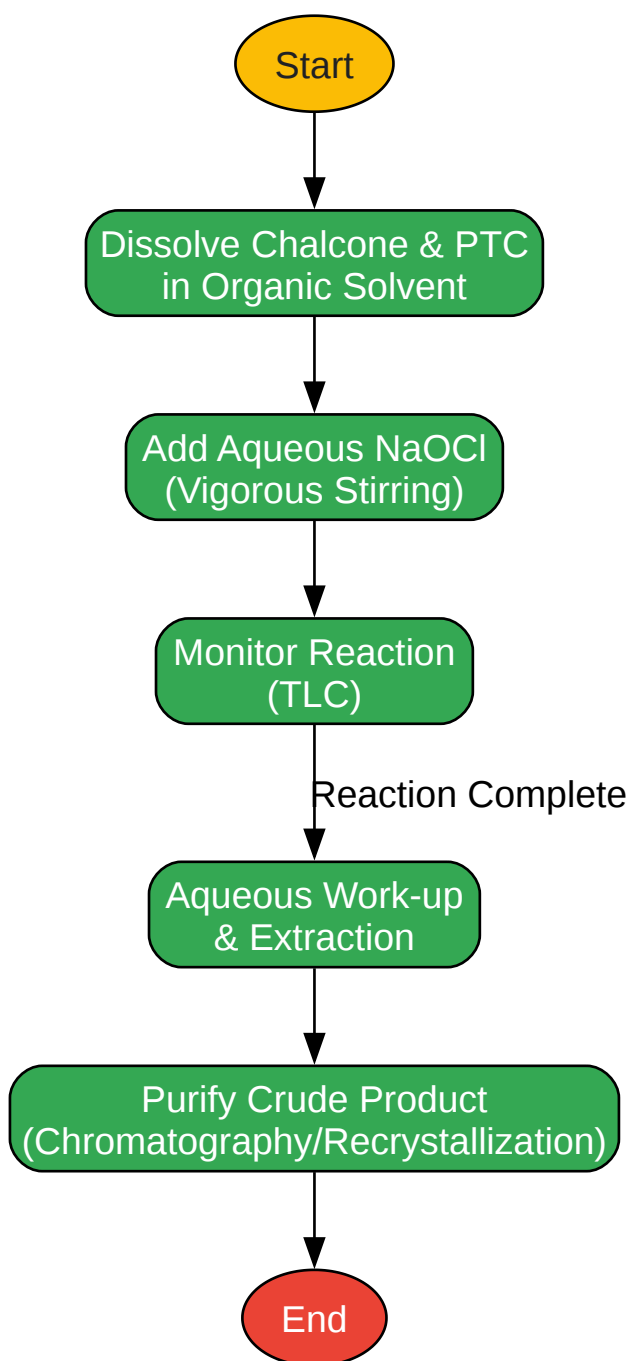 Start
Dissolve Chalcone & PTC
in Organic Solvent
Add Aqueous NaOCl
(Vigorous Stirring)
Monitor Reaction
(TLC)
Reaction Complete
Aqueous Work-up
& Extraction
Purify Crude Product
(Chromatography/Recrystallization)
End